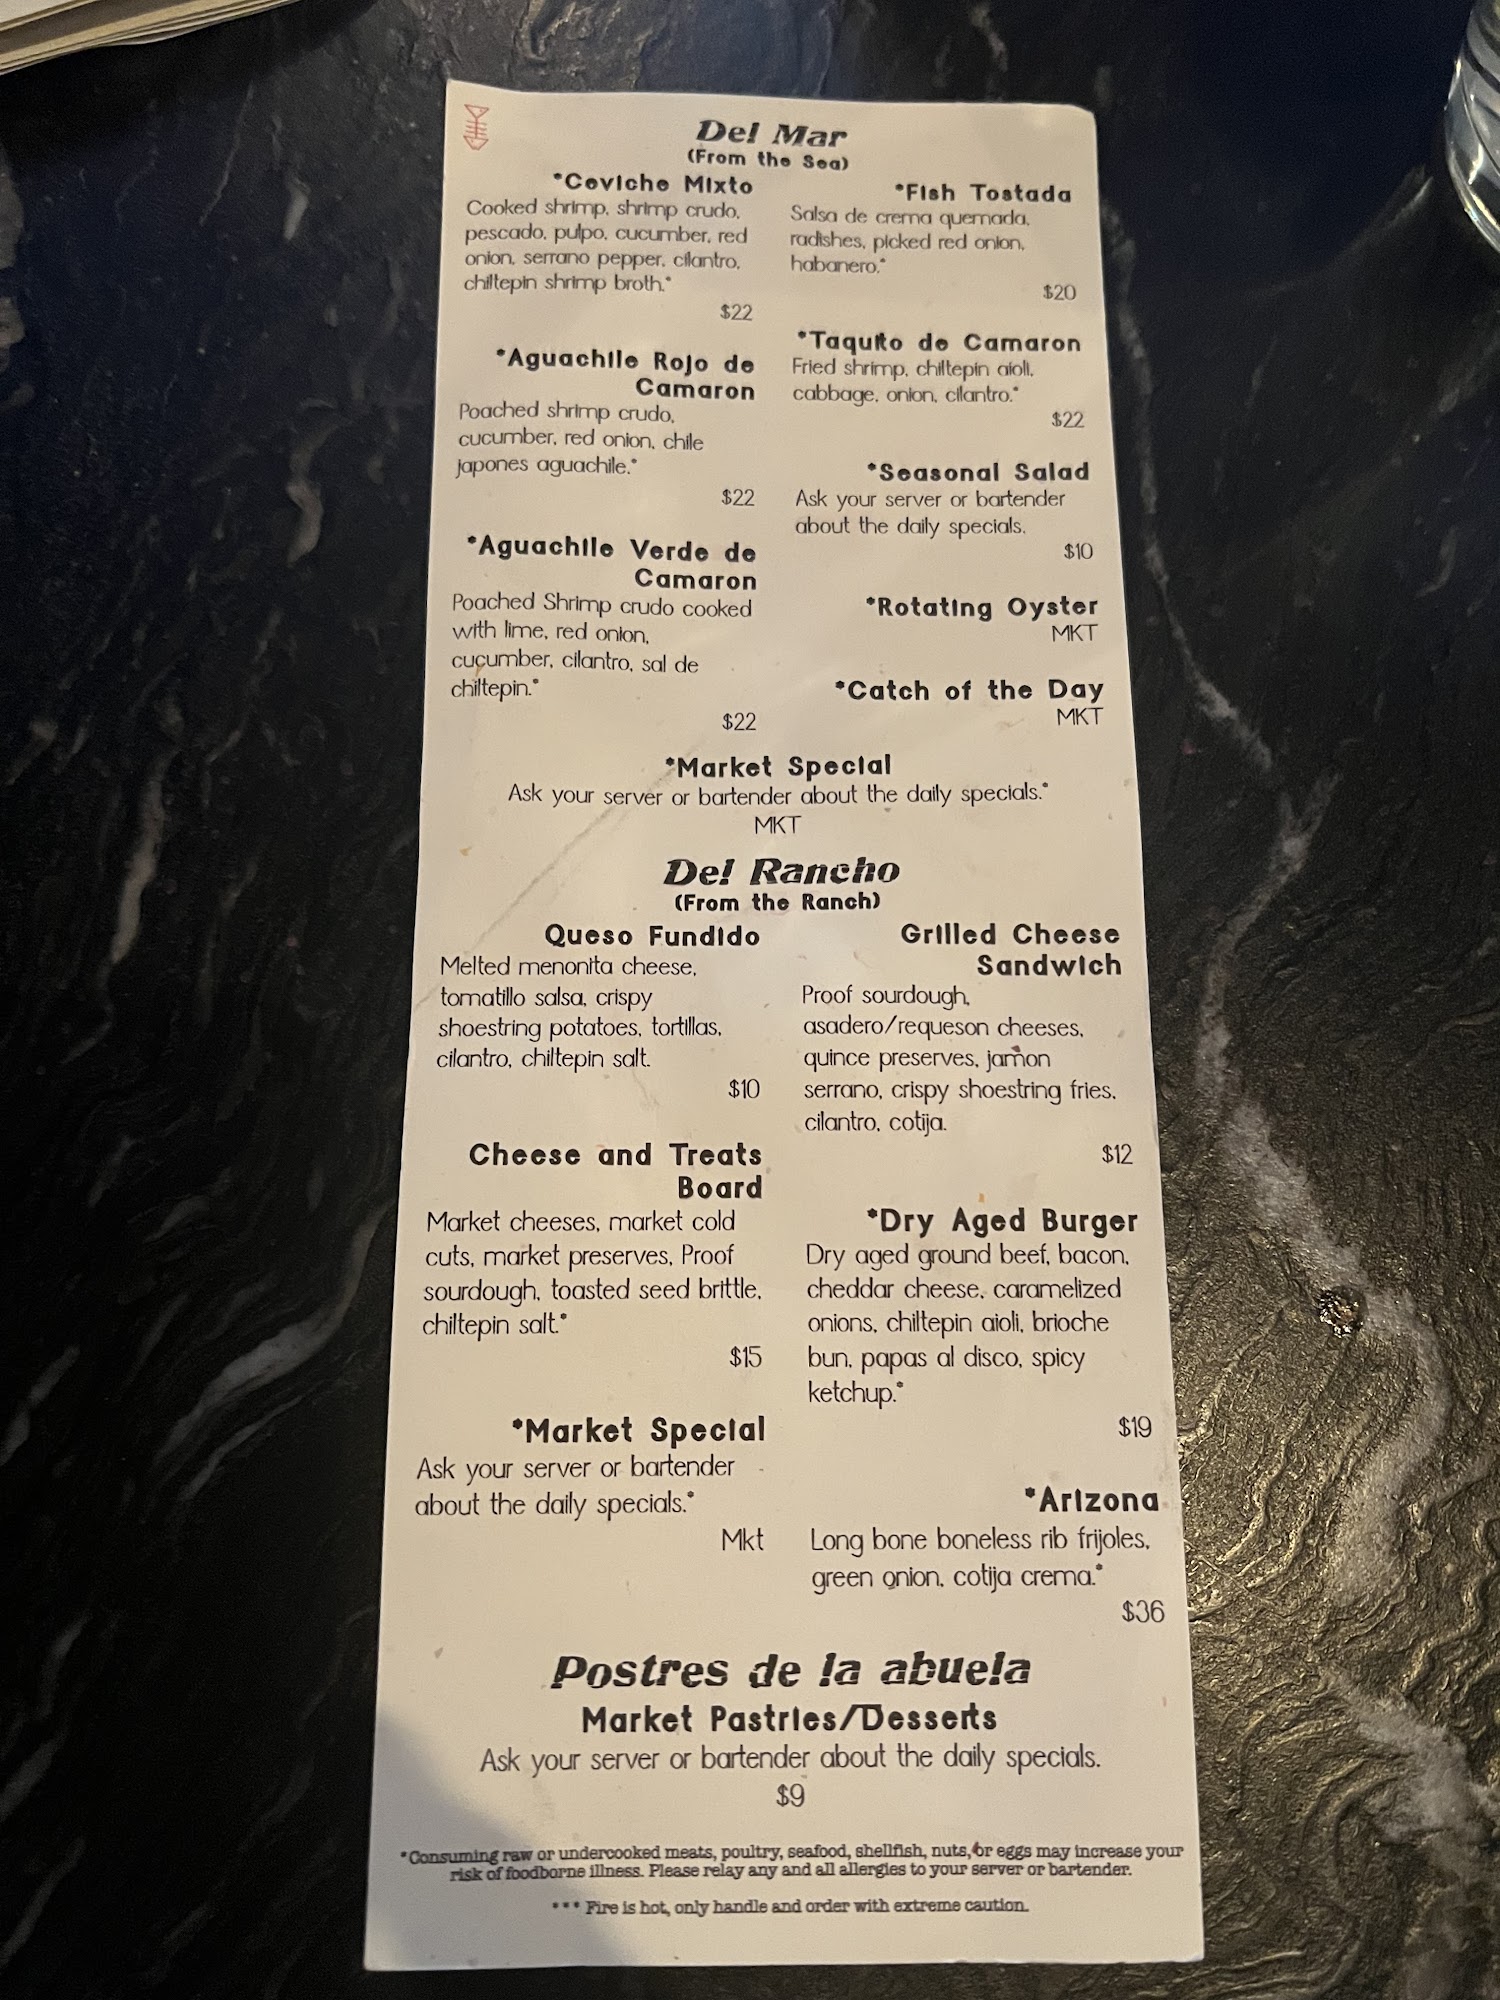 Del Mar
(From the Sea)
*Ceviche Mixto
Cooked shrimp, shrimp crudo,
pescado, pulpo, cucumber, red
onion, serrano pepper, cilantro,
chiltepin shrimp broth.*
$22
*Aguachile Rojo de
Camaron
Poached shrimp crudo,
cucumber, red onion, chile
japones aguachile.*
$22
*Aguachile Verde de
Camaron
Poached Shrimp crudo cooked
with lime, red onion,
cucumber, cilantro, sal de
chiltepin.*
$22
*Fish Tostada
Salsa de crema quemada,
radishes, picked red onion,
habanero.*
$20
*Taquito de Camaron
Fried shrimp, chiltepin aioli,
cabbage, onion, cilantro.*
$22
*Seasonal Salad
Ask your server or bartender
about the daily specials.
$10
*Rotating Oyster
MKT
*Catch of the Day
MKT
*Market Special
Ask your server or bartender about the daily specials.*
MKT
Del Rancho
(From the Ranch)
Queso Fundido
Melted menonita cheese,
tomatillo salsa, crispy
shoestring potatoes, tortillas,
cilantro, chiltepin salt.
$10
Cheese and Treats
Board
Market cheeses, market cold
cuts, market preserves, Proof
sourdough, toasted seed brittle,
chiltepin salt.*
$15
*Market Special
Ask your server or bartender
about the daily specials.*
Mkt
Grilled Cheese
Sandwich
Proof sourdough,
asadero/requeson cheeses,
quince preserves, jamon
serrano, crispy shoestring fries,
cilantro, cotija.
$12
*Dry Aged Burger
Dry aged ground beef, bacon,
cheddar cheese, caramelized
onions, chiltepin aioli, brioche
bun, papas al disco, spicy
ketchup.*
$19
*Arizona
Long bone boneless rib frijoles,
green onion, cotija crema.*
$36
Postres de la abuela
Market Pastries/Desserts
Ask your server or bartender about the daily specials.
$9
*Consuming raw or undercooked meats, poultry, seafood, shellfish, nuts, or eggs may increase your
risk of foodborne illness. Please relay any and all allergies to your server or bartender.
*** Fire is hot, only handle and order with extreme caution.